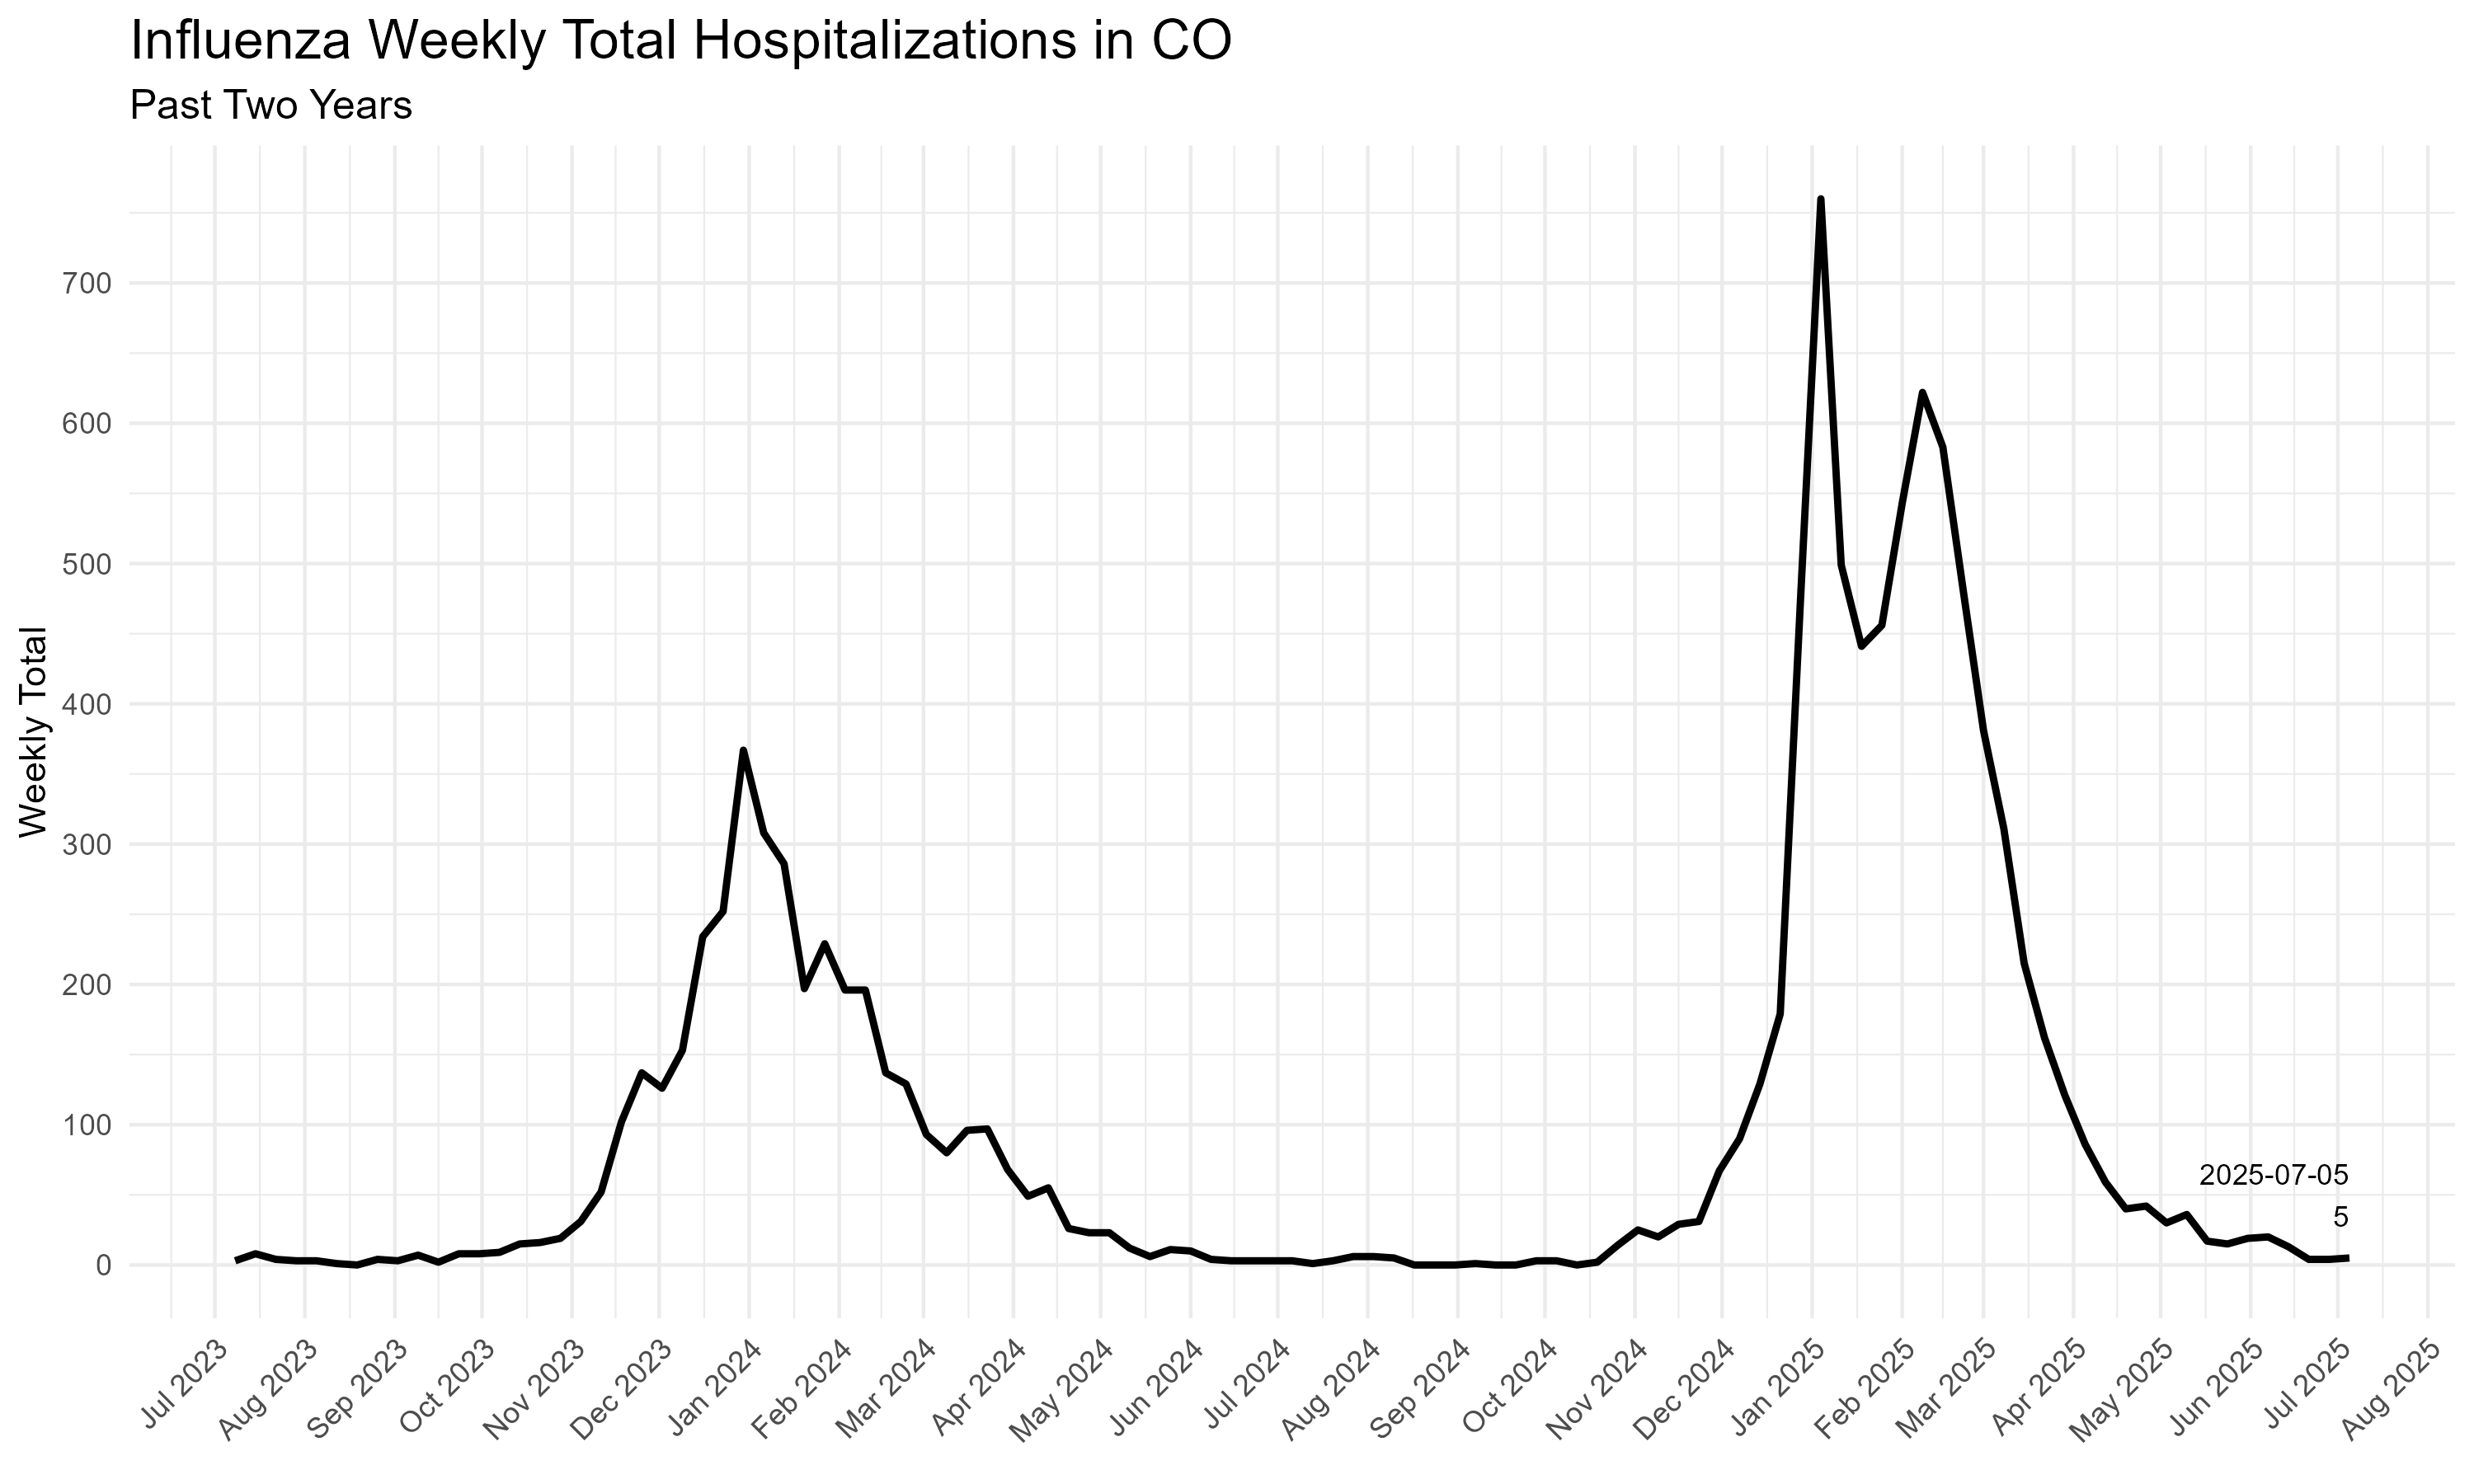 Influenza Weekly Total Hospitalizations in CO
Past Two Years
Weekly Total
700
600
500
400
300
200
100
0
2025-07-05
5
Jul 2023
Aug 2023
Sep 2023
Oct 2023
Nov 2023
Dec 2023
Jan 2024
Feb 2024
Mar 2024
Apr 2024
May 2024
Jun 2024
Jul 2024
Aug 2024
Sep 2024
Oct 2024
Nov 2024
Dec 2024
Jan 2025
Feb 2025
Mar 2025
Apr 2025
May 2025
Jun 2025
Jul 2025
Aug 2025